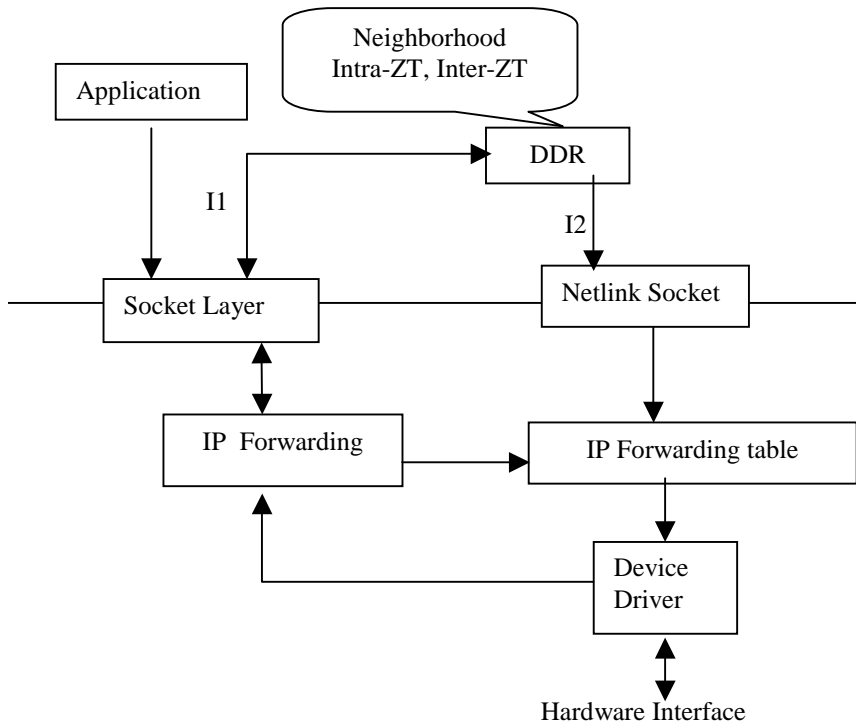 Neighborhood
Intra-ZT, Inter-ZT
Application
DDR
I1
I2
Socket Layer
Netlink Socket
IP Forwarding
IP Forwarding table
Device
Driver
Hardware Interface